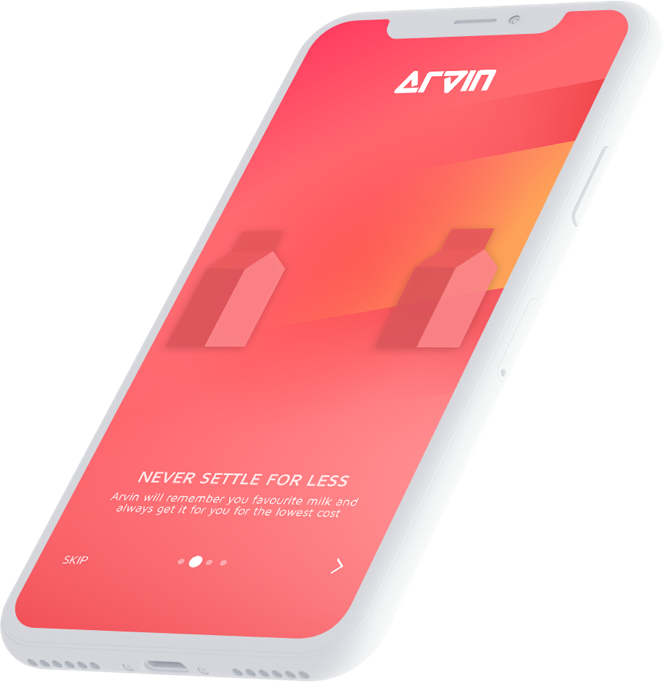 Arvin
NEVER SETTLE FOR LESS
Arvin will remember you favourite milk and
always get it for you for the lowest cost
SKIP